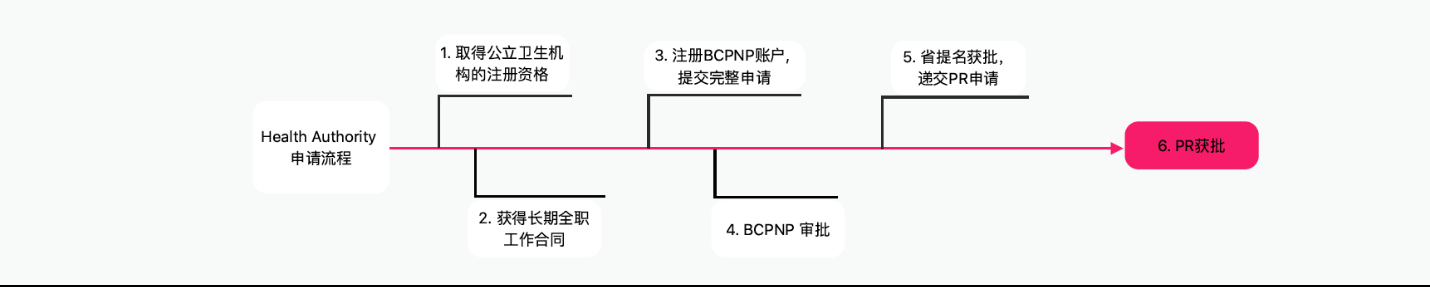 Health Authority
申请流程
1. 取得公立卫生机
构的注册资格
2. 获得长期全职
工作合同
3. 注册BCPNP账户，
提交完整申请
4. BCPNP 审批
5. 省提名获批，
递交PR申请
6. PR获批